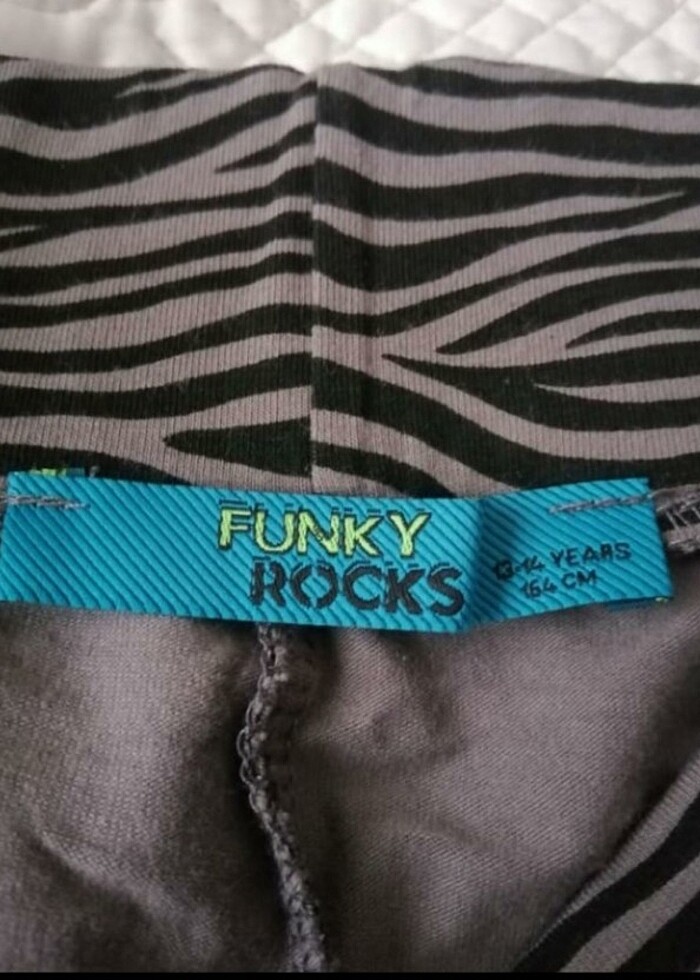 FUNKY
ROCKS
13-14 YEARS
164 CM